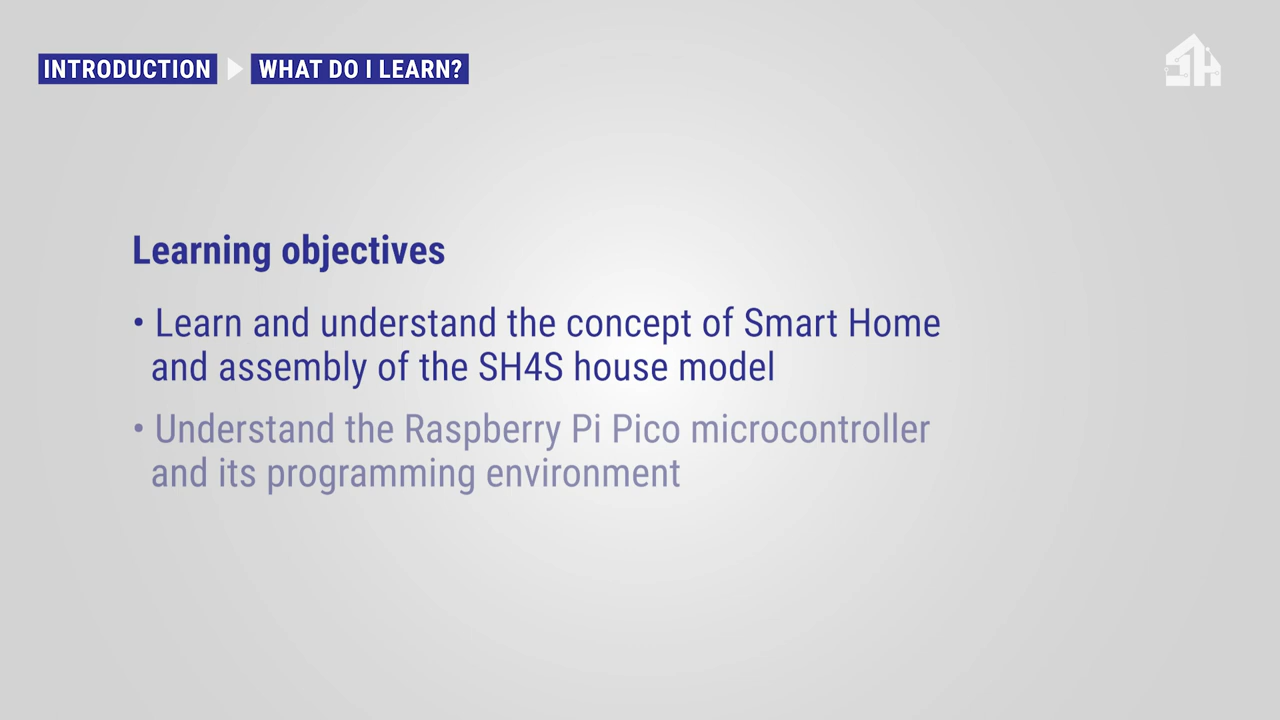 INTRODUCTION WHAT DO I LEARN?
SH
Learning objectives
• Learn and understand the concept of Smart Home
and assembly of the SH4S house model
• Understand the Raspberry Pi Pico microcontroller
and its programming environment